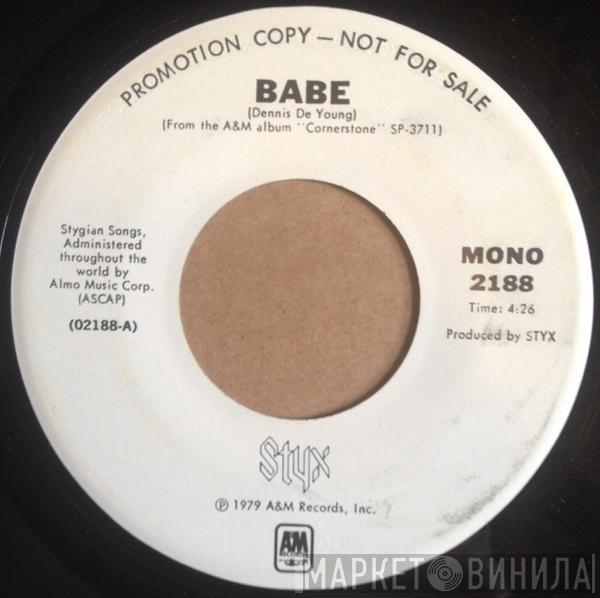 PROMOTION COPY — NOT FOR SALE
BABE
(Dennis De Young)
(From the A&M album "Cornerstone" SP-3711)
Stygian Songs,
Administered
throughout the
world by
Almo Music Corp.
(ASCAP)
(02188-A)
MONO
2188
Time: 4:26
Produced by STYX
Styx
℗ 1979 A&M Records, Inc.
A&M
RECORDS
МАРКЕТ ВИНИЛА